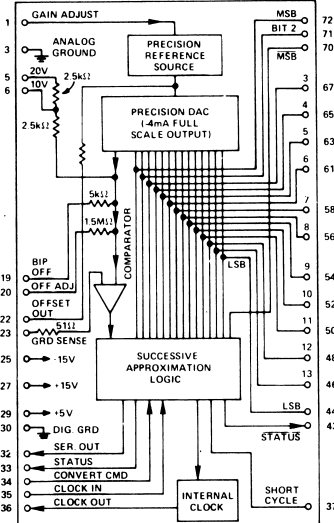 1 GAIN ADJUST
3 ANALOG GROUND
5 20V
6 10V
2.5kΩ
2.5kΩ
PRECISION
REFERENCE
SOURCE
PRECISION DAC
(-4mA FULL
SCALE OUTPUT)
MSB 72
BIT 2 71
MSB 70
3 67
4 65
5 63
6 61
7 58
8 56
9 54
10 52
11 50
12 48
13 46
LSB
LSB 44
STATUS
SHORT
CYCLE
5kΩ
1.5MΩ
COMPARATOR
19 BIP OFF
20 OFF ADJ
22 OFFSET OUT
23 51Ω
GRD SENSE
25 -15V
27 +15V
29 +5V
30 DIG. GRD
32 SER. OUT
33 STATUS
34 CONVERT CMD
35 CLOCK IN
36 CLOCK OUT
SUCCESSIVE
APPROXIMATION
LOGIC
INTERNAL
CLOCK